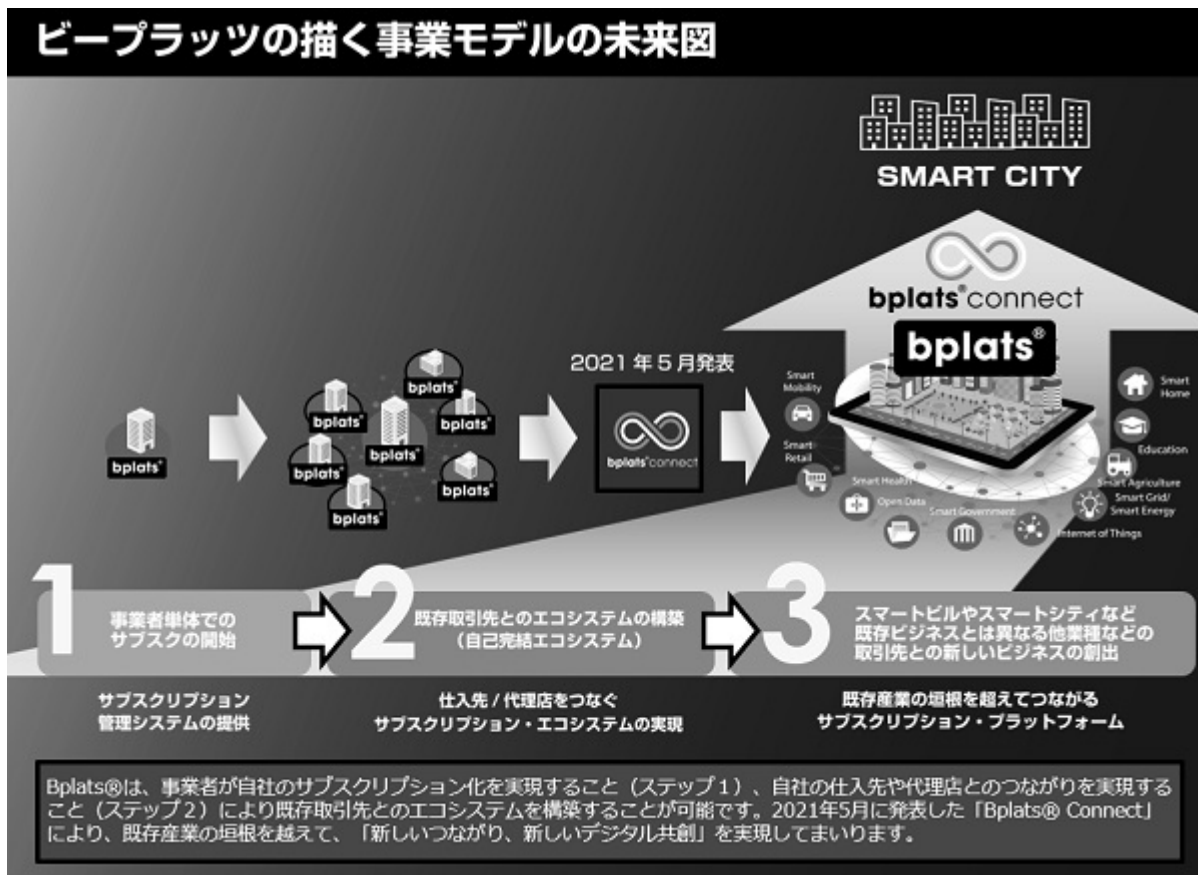 ビープラッツの描く事業モデルの未来図
SMART CITY
bplats®connect
bplats®
2021年5月発表
bplats®connect
bplats®
bplats®
bplats®
bplats®
bplats®
bplats®
bplats®
bplats®
bplats®
Smart
Mobility
Smart
Retail
Smart Health
Open Data
Smart Government
Internet of Things
Smart Grid/
Smart Energy
Smart Agriculture
Education
Smart
Home
1
事業者単体での
サブスクの開始
2
既存取引先とのエコシステムの構築
(自己完結エコシステム)
3
スマートビルやスマートシティなど
既存ビジネスとは異なる他業種などの
取引先との新しいビジネスの創出
サブスクリプション
管理システムの提供
仕入先/代理店をつなぐ
サブスクリプション・エコシステムの実現
既存産業の垣根を超えてつながる
サブスクリプション・プラットフォーム
Bplats®は、事業者が自社のサブスクリプション化を実現すること(ステップ1)、自社の仕入先や代理店とのつながりを実現する
こと(ステップ2)により既存取引先とのエコシステムを構築することが可能です。2021年5月に発表した「Bplats® Connect」
により、既存産業の垣根を越えて、「新しいつながり、新しいデジタル共創」を実現してまいります。